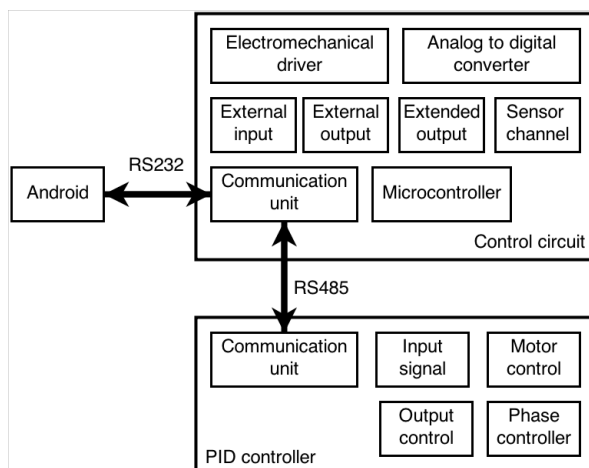 Electromechanical
driver
Analog to digital
converter
External
input
External
output
Extended
output
Sensor
channel
RS232
Android
Communication
unit
Microcontroller
Control circuit
RS485
Communication
unit
Input
signal
Motor
control
Output
control
Phase
controller
PID controller